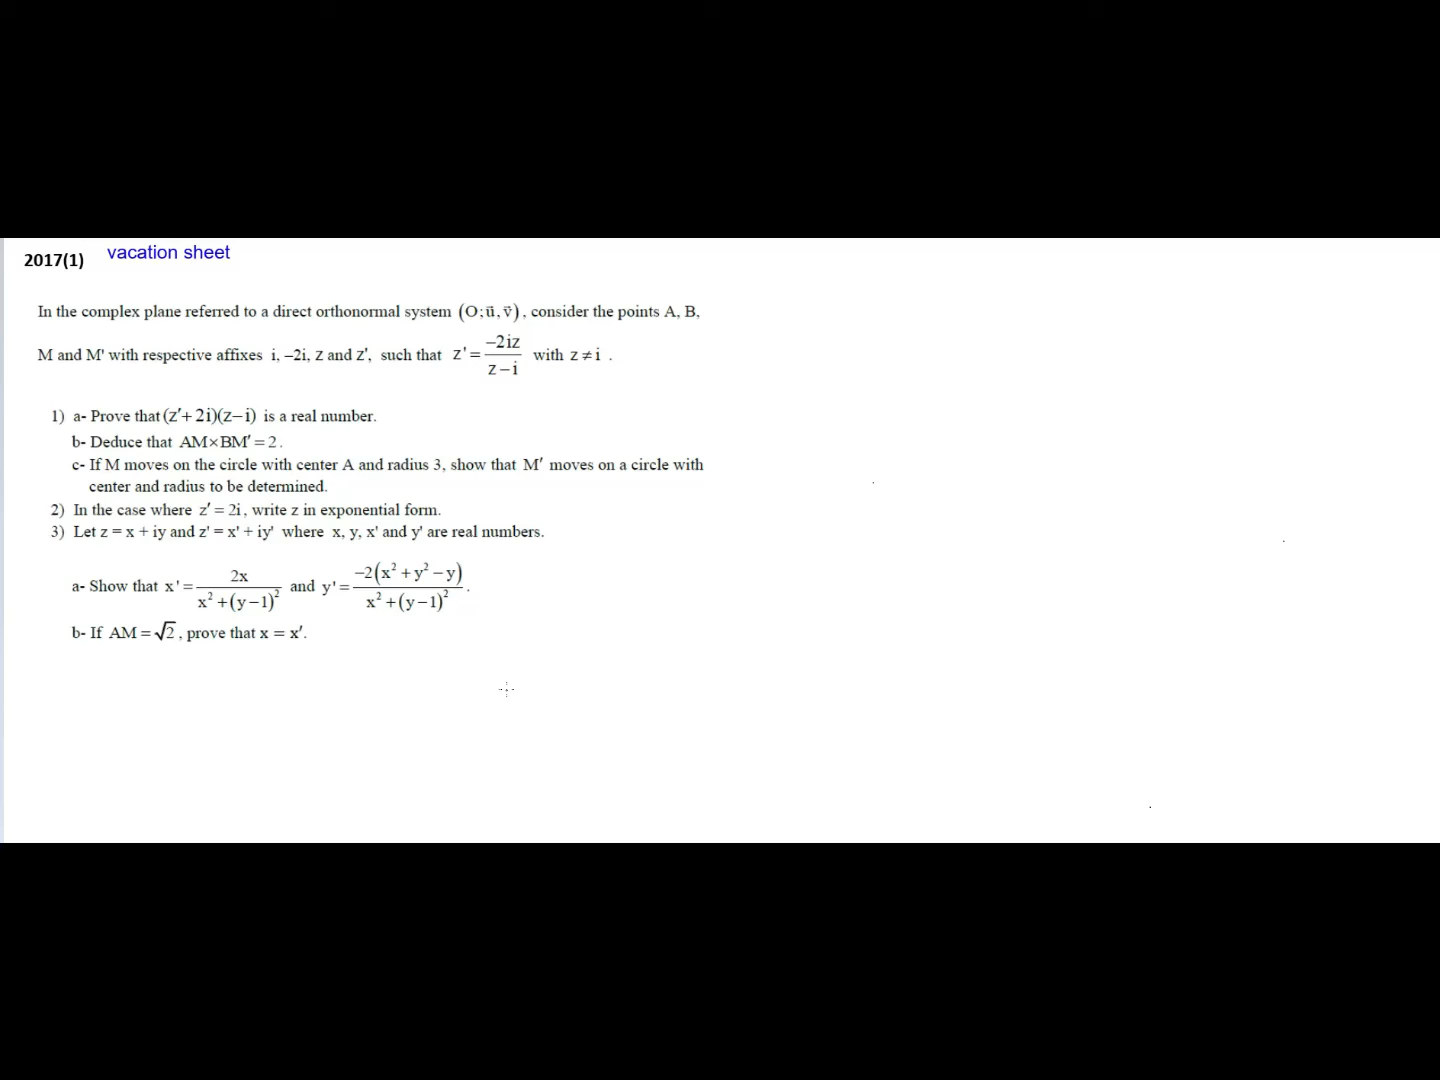 2017(1) vacation sheet
In the complex plane referred to a direct orthonormal system (O; u⃗, v⃗), consider the points A, B,
M and M' with respective affixes i, −2i, z and z', such that z' = −2iz / (z − i) with z ≠ i .
1) a- Prove that (z′ + 2i)(z − i) is a real number.
b- Deduce that AM × BM′ = 2.
c- If M moves on the circle with center A and radius 3, show that M′ moves on a circle with
center and radius to be determined.
2) In the case where z′ = 2i, write z in exponential form.
3) Let z = x + iy and z' = x' + iy' where x, y, x' and y' are real numbers.
a- Show that x' = 2x / (x² + (y − 1)²) and y' = −2(x² + y² − y) / (x² + (y − 1)²).
b- If AM = √2, prove that x = x′.